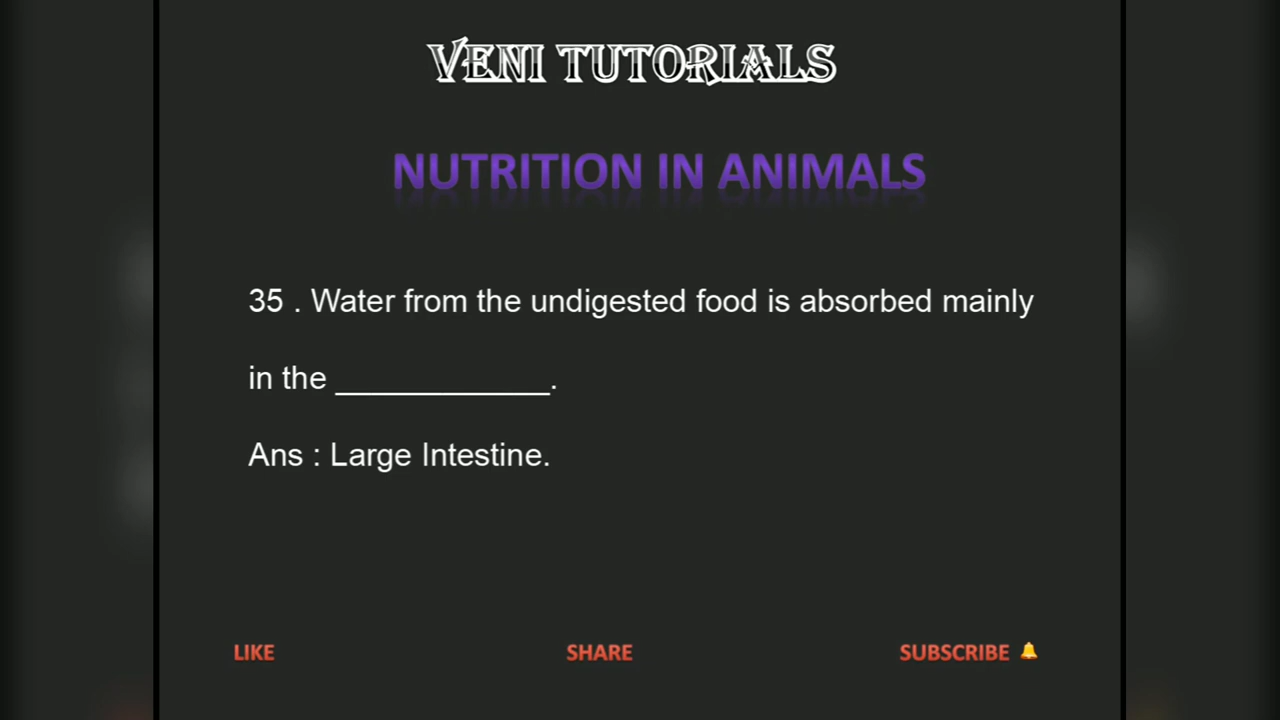 VENI TUTORIALS
NUTRITION IN ANIMALS
35 . Water from the undigested food is absorbed mainly
in the ____________.
Ans : Large Intestine.
LIKE SHARE SUBSCRIBE 🔔